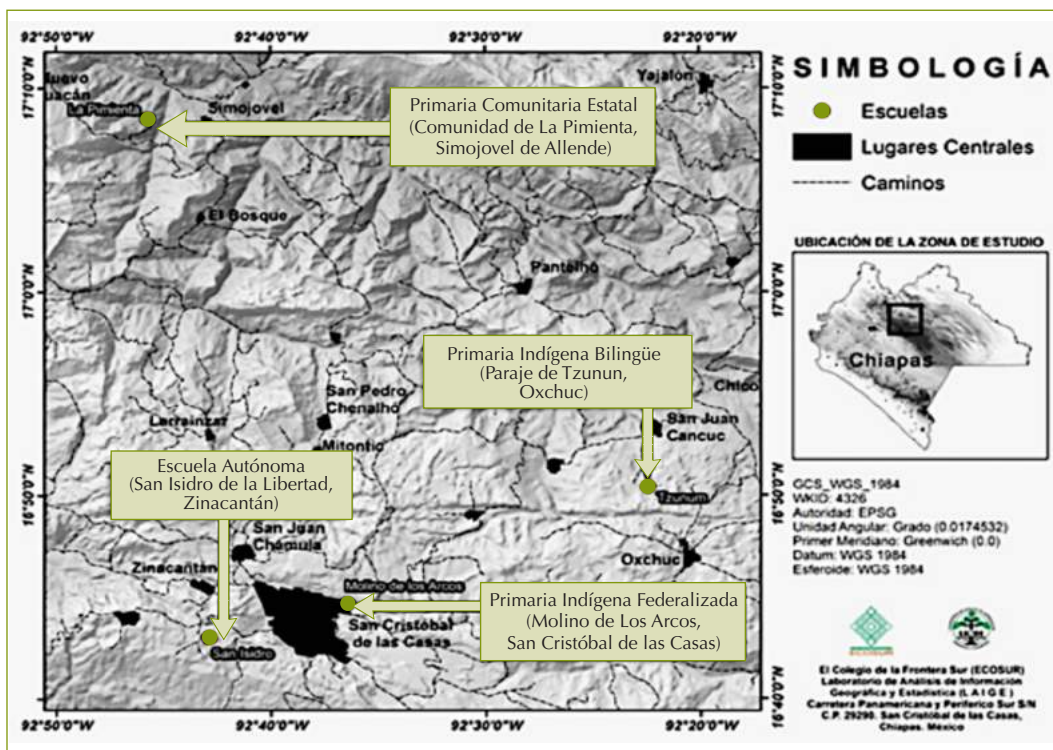 92°50'0"W 92°40'0"W 92°30'0"W 92°20'0"W
17°10'0"N
17°0'0"N
16°50'0"N
La Pimienta
Simojovel
Yajalon
Primaria Comunitaria Estatal
(Comunidad de La Pimienta,
Simojovel de Allende)
El Bosque
Pantelhó
Primaria Indígena Bilingüe
(Paraje de Tzunun,
Oxchuc)
San Pedro
Chenalhó
Larrainzar
Mitontic
San Juan
Cancuc
Escuela Autónoma
(San Isidro de la Libertad,
Zinacantán)
Tzunum
San Juan
Chamula
Oxchuc
Zinacantán
Molino de los Arcos
San Cristóbal
de las Casas
Primaria Indígena Federalizada
(Molino de Los Arcos,
San Cristóbal de las Casas)
San Isidro
92°50'0"W 92°40'0"W 92°30'0"W 92°20'0"W
17°10'0"N
17°0'0"N
16°50'0"N
16°40'0"N
SIMBOLOGÍA
Escuelas
Lugares Centrales
Caminos
UBICACIÓN DE LA ZONA DE ESTUDIO
Chiapas
GCS_WGS_1984
WKID: 4326
Autoridad: EPSG
Unidad Angular: Grado (0.0174532)
Primer Meridiano: Greenwich (0.0)
Datum: WGS 1984
Esferoide: WGS 1984
ECOSUR
El Colegio de la Frontera Sur (ECOSUR)
Laboratorio de Análisis de Información
Geográfica y Estadística (L A I G E)
Carretera Panamericana y Periferico Sur S/N
C.P. 29290. San Cristóbal de las Casas,
Chiapas. México